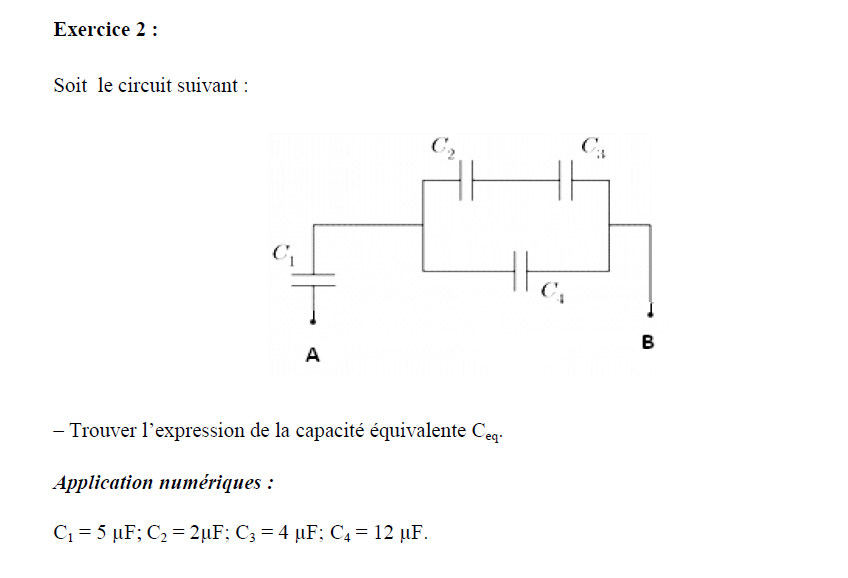 Exercice 2 :
Soit le circuit suivant :
C₂ C₃
C₁
C₄
A B
– Trouver l’expression de la capacité équivalente Cₑq.
Application numériques :
C₁ = 5 µF; C₂ = 2µF; C₃ = 4 µF; C₄ = 12 µF.